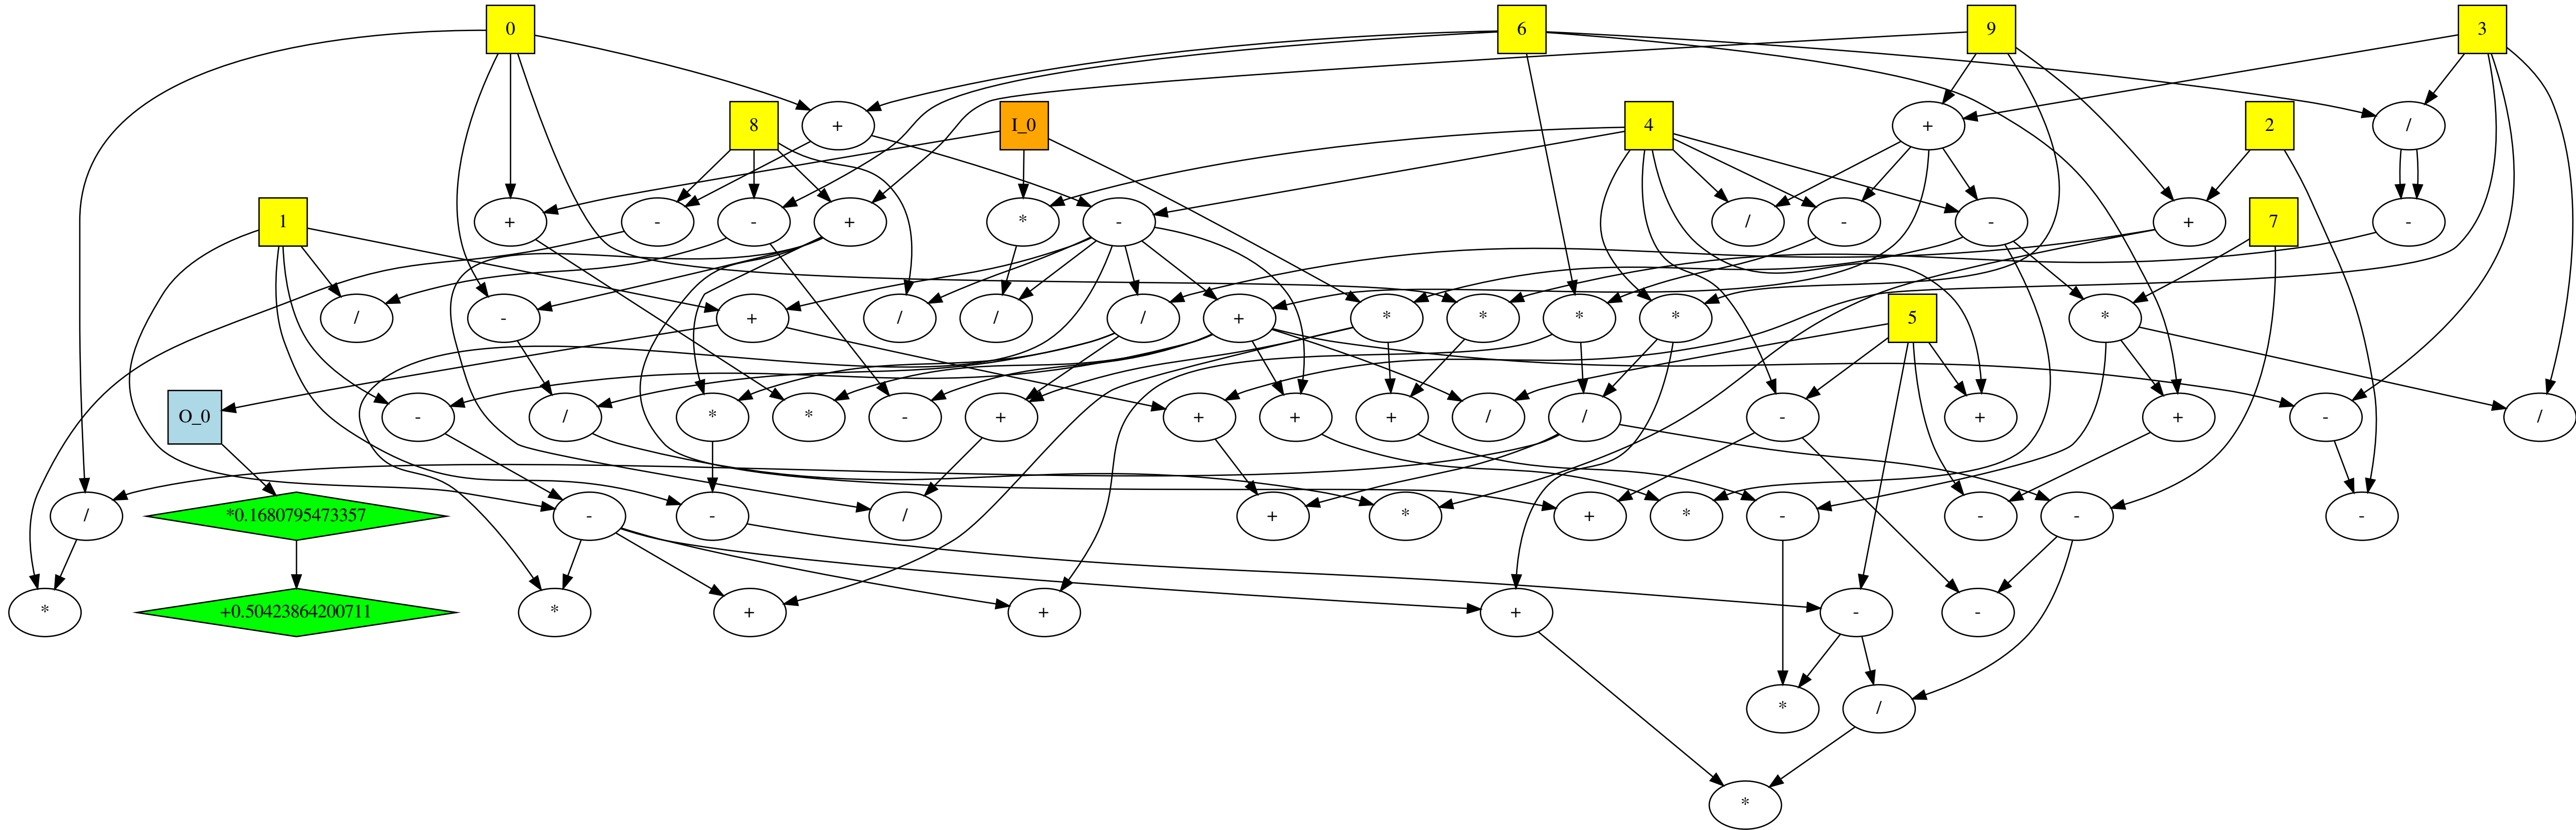 0 6 9 3
8 + I_0 4 + 2 /
1 + - - + * - / - - + 7 -
/ - + / / / + * * * * 5 *
O_0 - / * * - + + + + / / - + - + /
/ *0.1680795473357 - - / + * + * - - - -
* +0.50423864200711 * + + + - -
* /
*